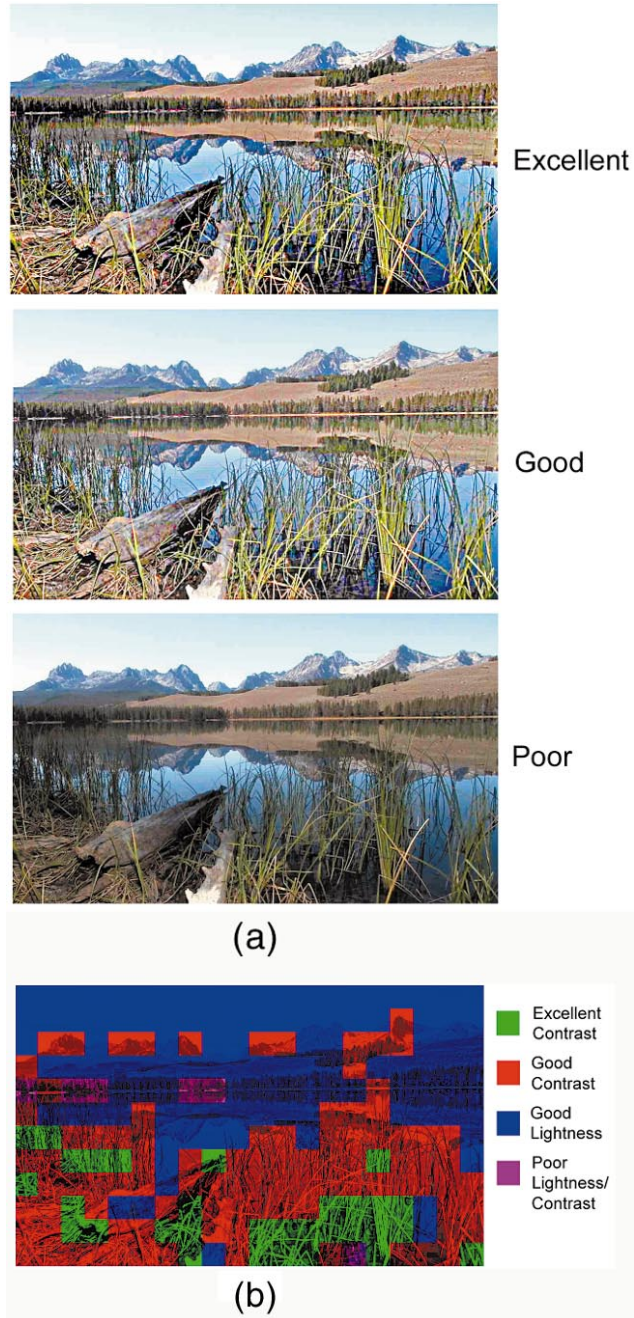 Excellent
Good
Poor
(a)
Excellent
Contrast
Good
Contrast
Good
Lightness
Poor
Lightness/
Contrast
(b)